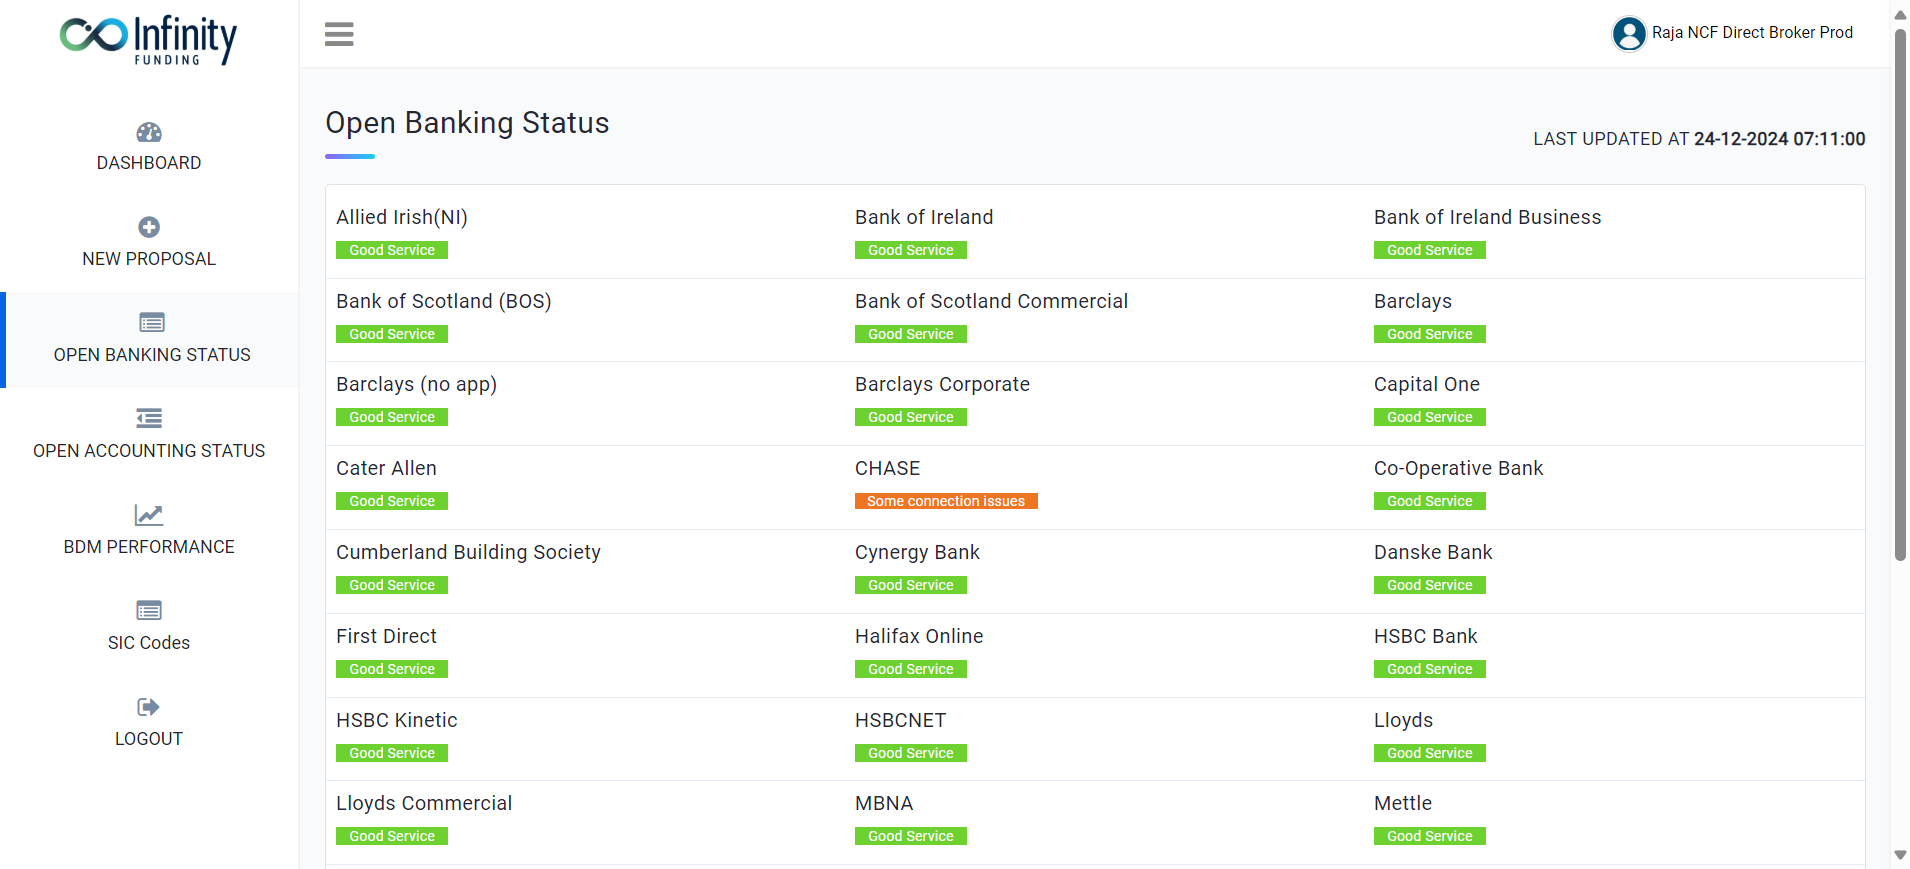 Infinity
FUNDING
Raja NCF Direct Broker Prod
DASHBOARD
NEW PROPOSAL
OPEN BANKING STATUS
OPEN ACCOUNTING STATUS
BDM PERFORMANCE
SIC Codes
LOGOUT
Open Banking Status
LAST UPDATED AT 24-12-2024 07:11:00
Allied Irish(NI)
Good Service
Bank of Ireland
Good Service
Bank of Ireland Business
Good Service
Bank of Scotland (BOS)
Good Service
Bank of Scotland Commercial
Good Service
Barclays
Good Service
Barclays (no app)
Good Service
Barclays Corporate
Good Service
Capital One
Good Service
Cater Allen
Good Service
CHASE
Some connection issues
Co-Operative Bank
Good Service
Cumberland Building Society
Good Service
Cynergy Bank
Good Service
Danske Bank
Good Service
First Direct
Good Service
Halifax Online
Good Service
HSBC Bank
Good Service
HSBC Kinetic
Good Service
HSBCNET
Good Service
Lloyds
Good Service
Lloyds Commercial
Good Service
MBNA
Good Service
Mettle
Good Service